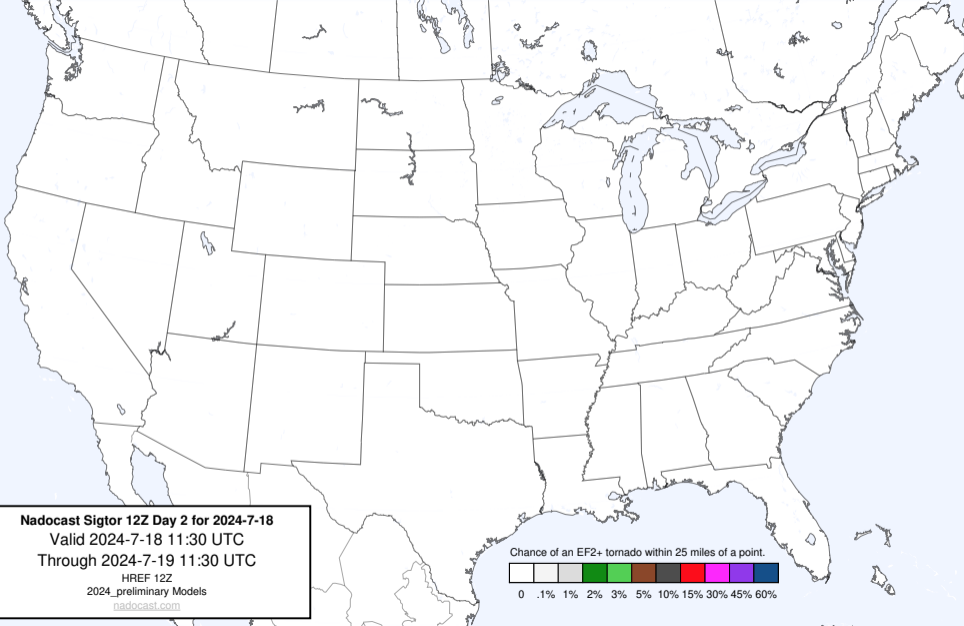 Nadocast Sigtor 12Z Day 2 for 2024-7-18
Valid 2024-7-18 11:30 UTC
Through 2024-7-19 11:30 UTC
HREF 12Z
2024_preliminary Models
nadocast.com
Chance of an EF2+ tornado within 25 miles of a point.
0 .1% 1% 2% 3% 5% 10% 15% 30% 45% 60%